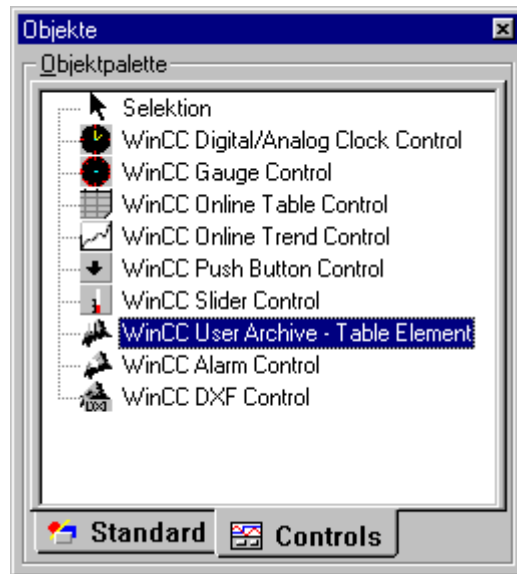 Objekte
Objektpalette
Selektion
WinCC Digital/Analog Clock Control
WinCC Gauge Control
WinCC Online Table Control
WinCC Online Trend Control
WinCC Push Button Control
WinCC Slider Control
WinCC User Archive - Table Element
WinCC Alarm Control
WinCC DXF Control
Standard Controls